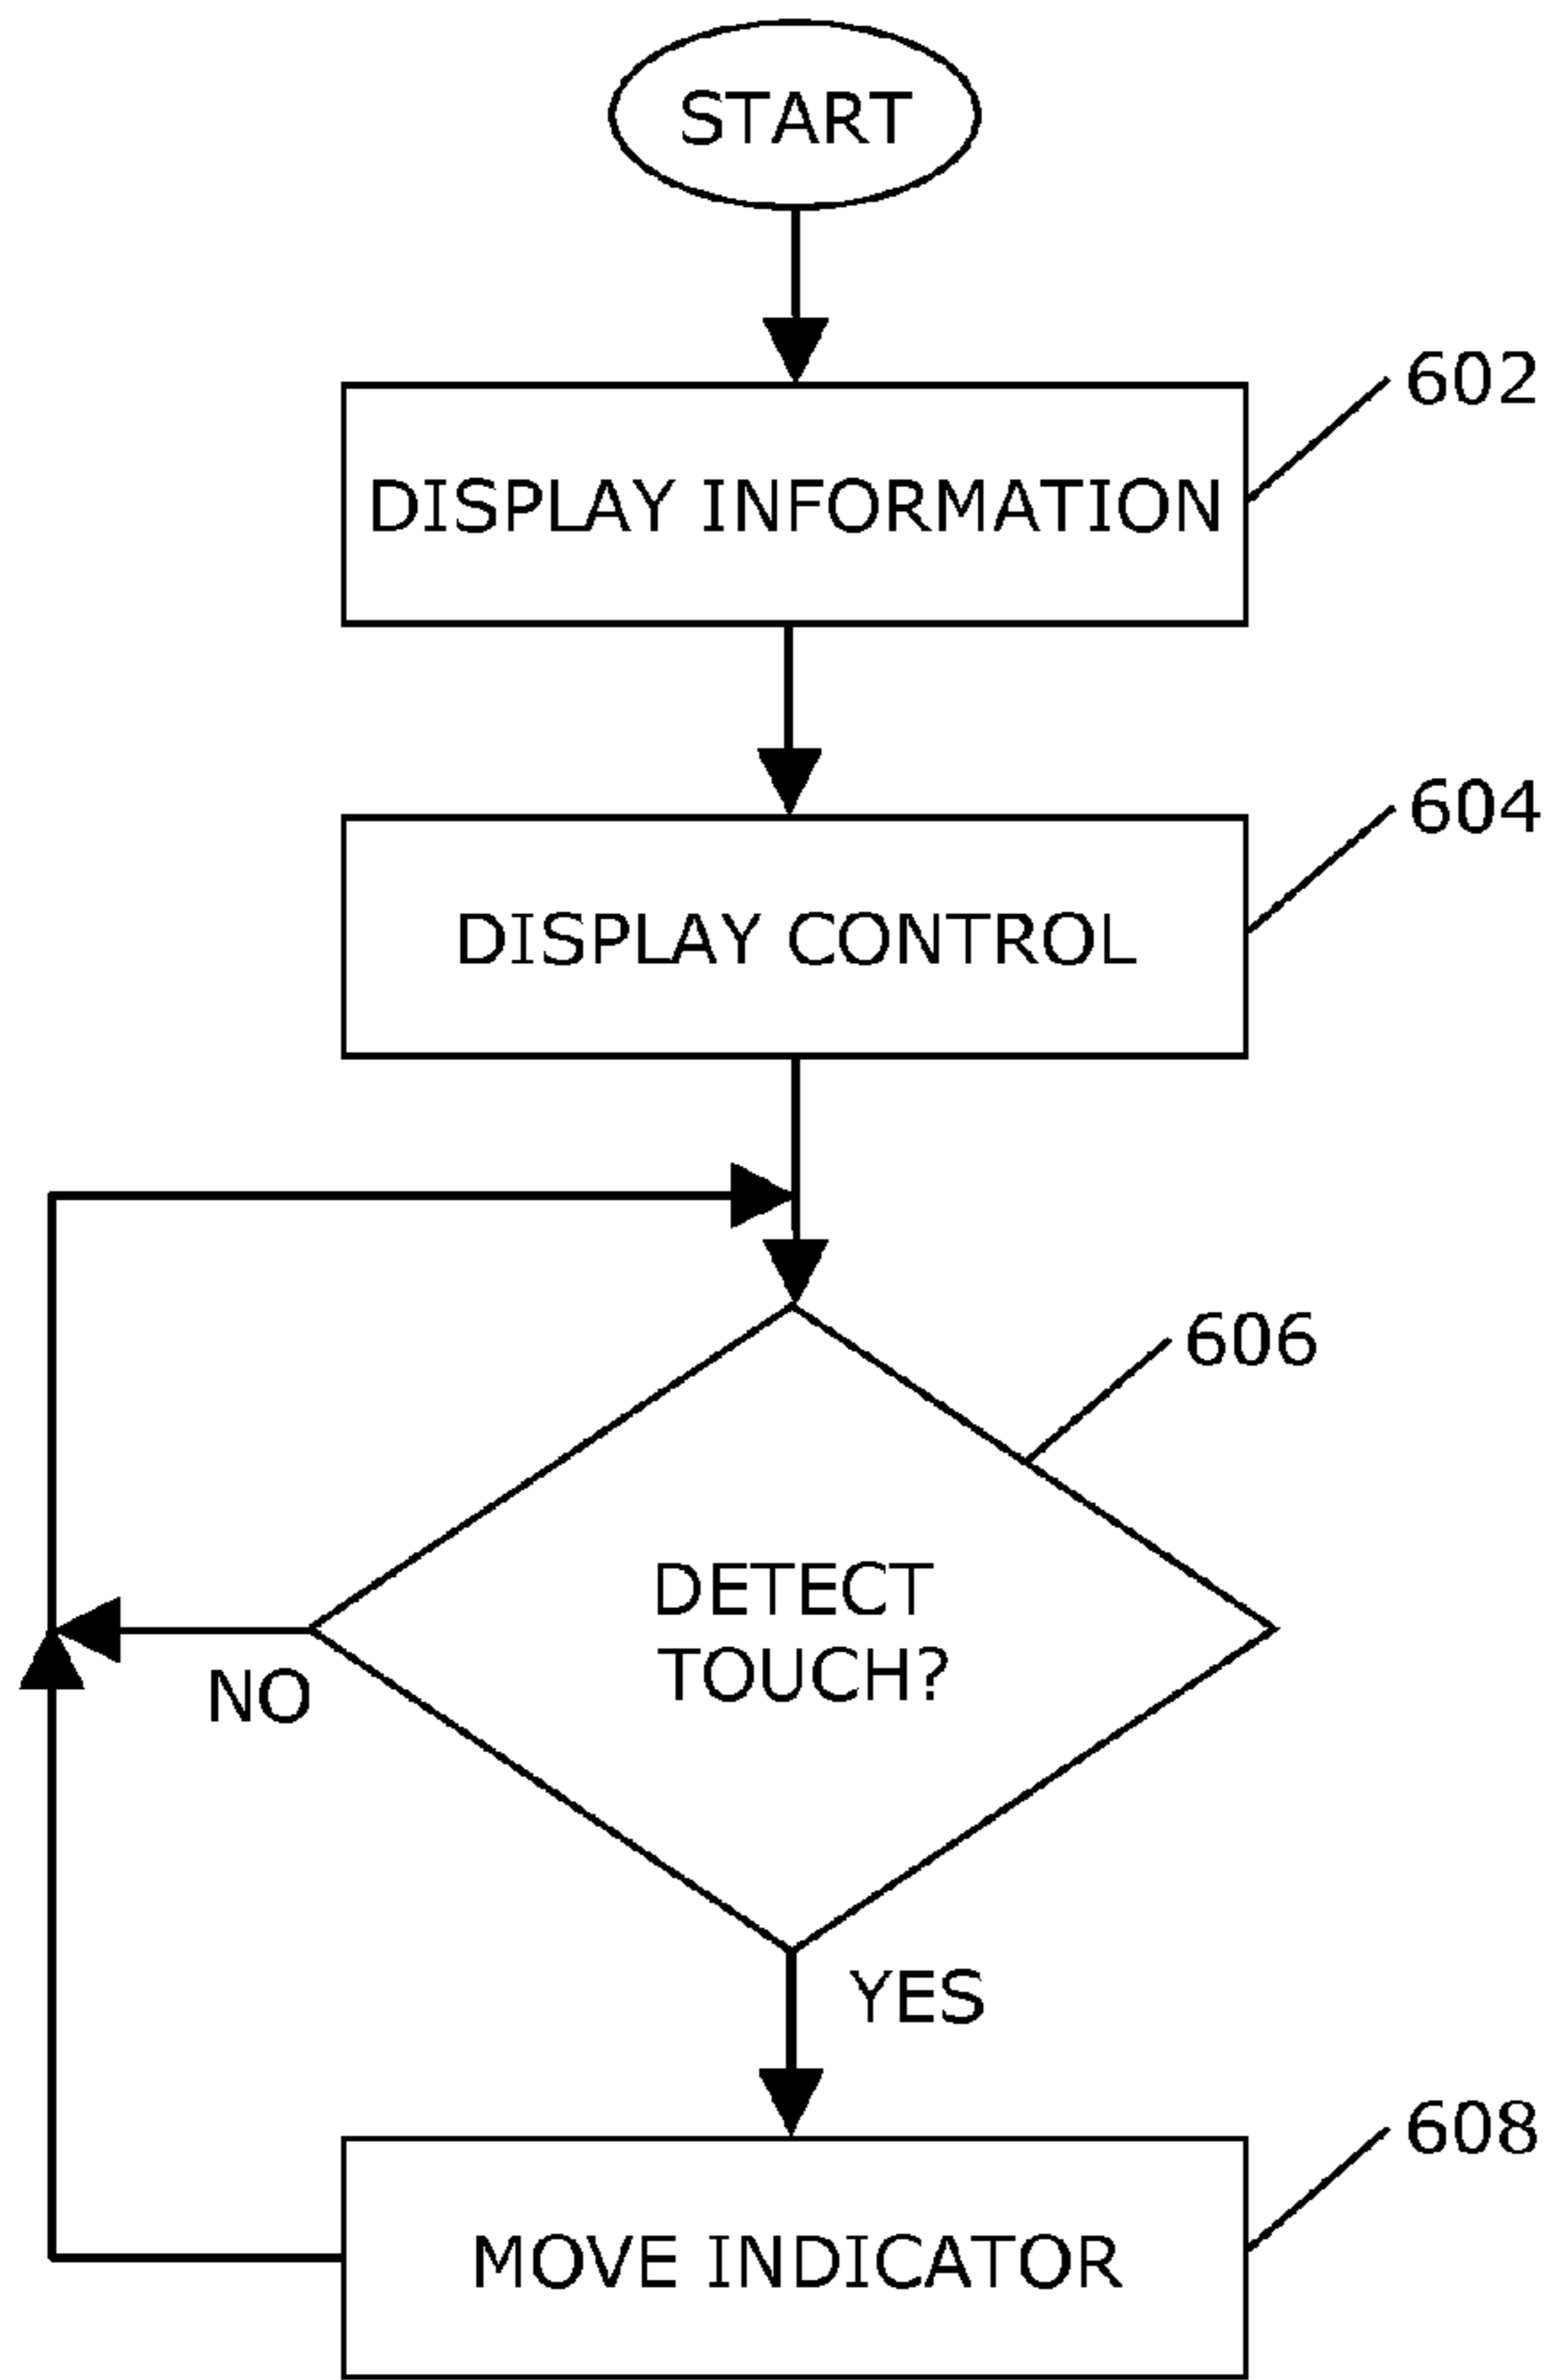 START
602
DISPLAY INFORMATION
604
DISPLAY CONTROL
606
DETECT
TOUCH?
NO
YES
608
MOVE INDICATOR